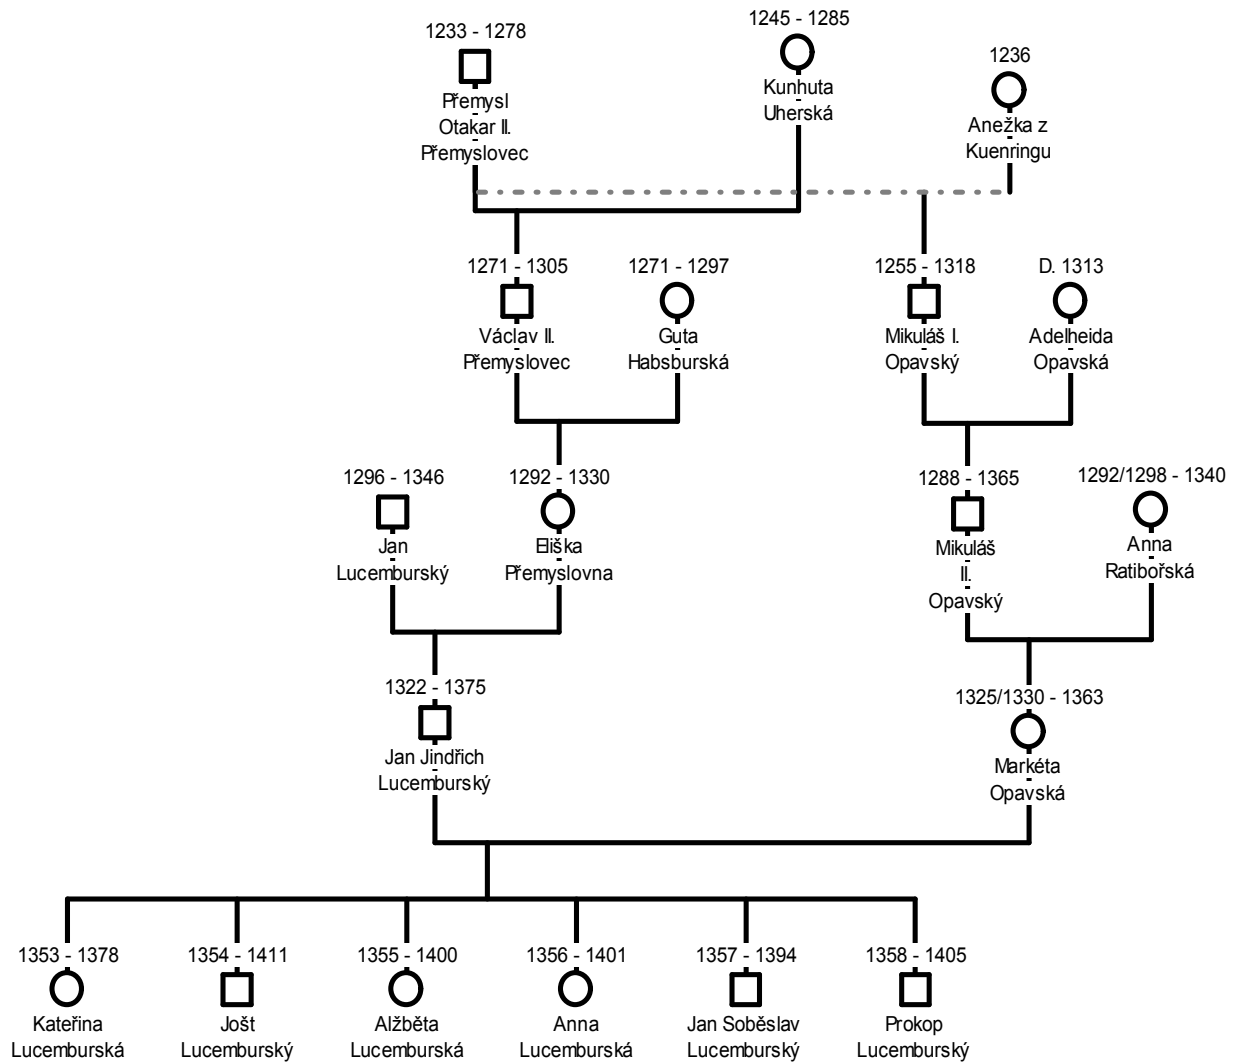 1233 - 1278
Přemysl
Otakar II.
Přemyslovec
1245 - 1285
Kunhuta
Uherská
1236
Anežka z
Kuenringu
1271 - 1305
Václav II.
Přemyslovec
1271 - 1297
Guta
Habsburská
1255 - 1318
Mikuláš I.
Opavský
D. 1313
Adelheida
Opavská
1296 - 1346
Jan
Lucemburský
1292 - 1330
Eliška
Přemyslovna
1288 - 1365
Mikuláš
II.
Opavský
1292/1298 - 1340
Anna
Ratibořská
1322 - 1375
Jan Jindřich
Lucemburský
1325/1330 - 1363
Markéta
Opavská
1353 - 1378
Kateřina
Lucemburská
1354 - 1411
Jošt
Lucemburský
1355 - 1400
Alžběta
Lucemburská
1356 - 1401
Anna
Lucemburská
1357 - 1394
Jan Soběslav
Lucemburský
1358 - 1405
Prokop
Lucemburský